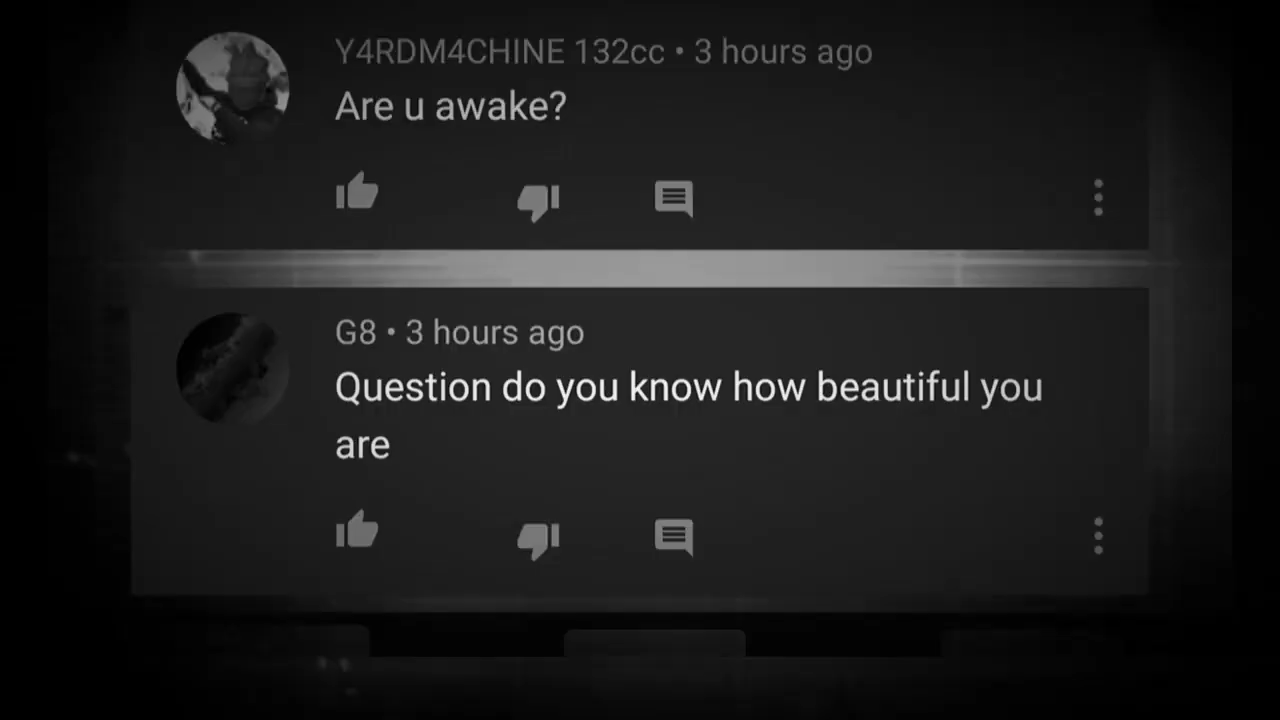 Y4RDM4CHINE 132cc • 3 hours ago
Are u awake?
G8 • 3 hours ago
Question do you know how beautiful you
are